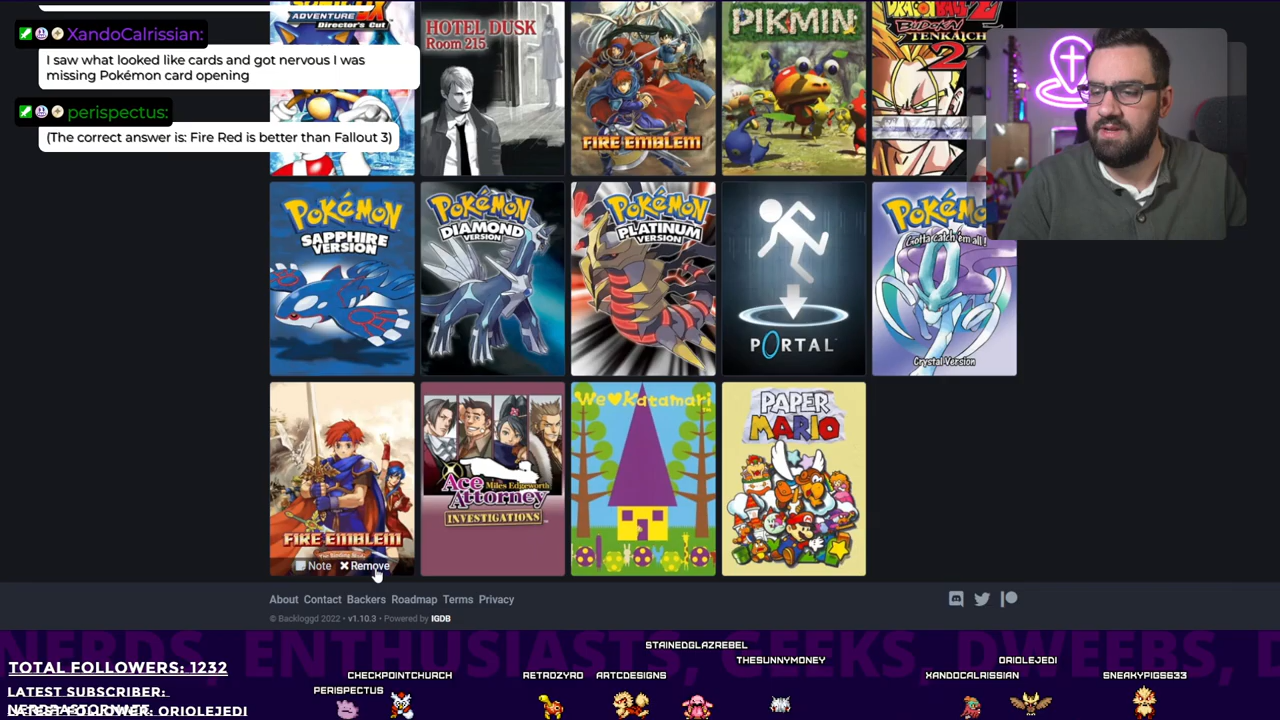 XandoCalrissian:
I saw what looked like cards and got nervous I was
missing Pokémon card opening
perispectus:
(The correct answer is: Fire Red is better than Fallout 3)
ADVENTURE DX
Director's Cut
HOTEL DUSK
Room 215
FIRE EMBLEM
PIKMIN
DRAGON BALL Z
BUDOKAI
TENKAICHI
2
POKéMON
SAPPHIRE
VERSION
POKéMON
DIAMOND
VERSION
POKéMON
PLATINUM
VERSION
PORTAL
Gotta catch 'em all!
Crystal Version
FIRE EMBLEM
Note
Remove
Miles Edgeworth
Ace Attorney
INVESTIGATIONS
We ♥ Katamari
PAPER
MARIO
About Contact Backers Roadmap Terms Privacy
© Backloggd 2022 • v1.10.3 • Powered by IGDB
NERDS, ENTHUSIASTS, GEEKS, DWEEBS, D
TOTAL FOLLOWERS: 1232
LATEST SUBSCRIBER:
LATEST FOLLOWER: ORIOLEJEDI
STAINEDGLAZREBEL
THESUNNYMONEY
ORIOLEJEDI
CHECKPOINTCHURCH
RETROZYRO
ARTCDESIGNS
XANDOCALRISSIAN
SNEAKYPIGS633
PERISPECTUS